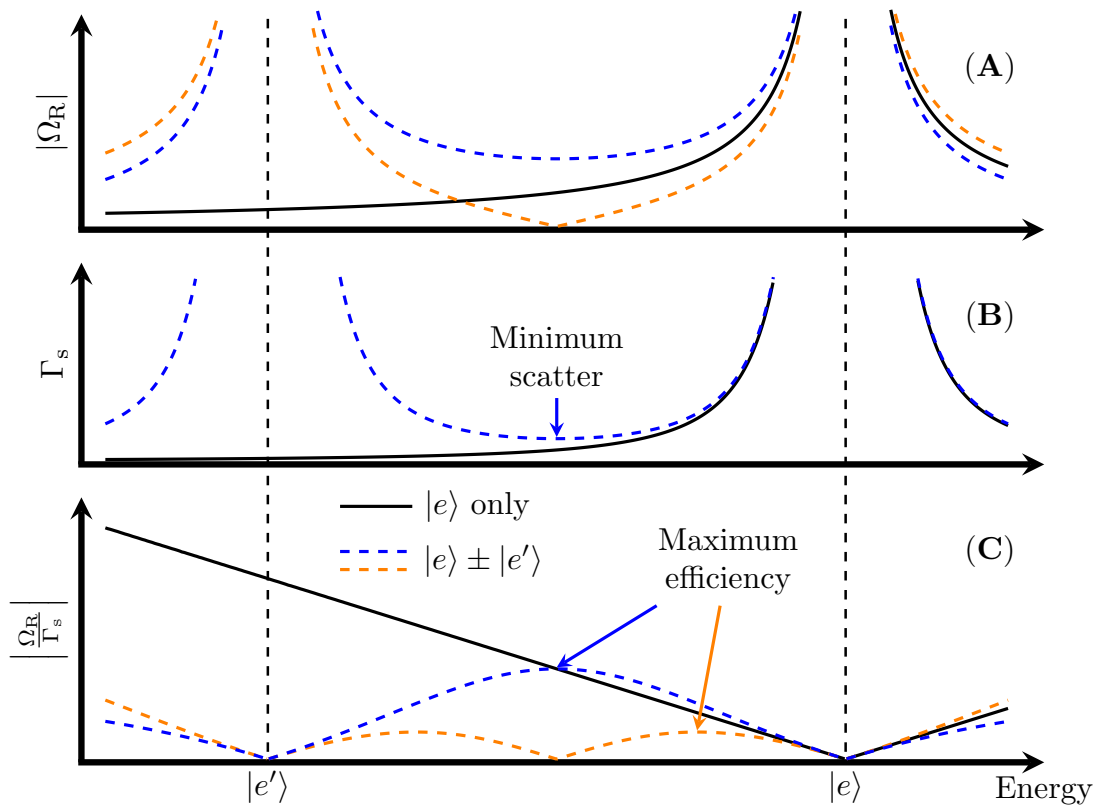 (A)
|Ω_R|
(B)
Γ_s
Minimum
scatter
|e⟩ only
|e⟩ ± |e′⟩
Maximum
efficiency
(C)
|Ω_R/Γ_s|
|e′⟩
|e⟩
Energy